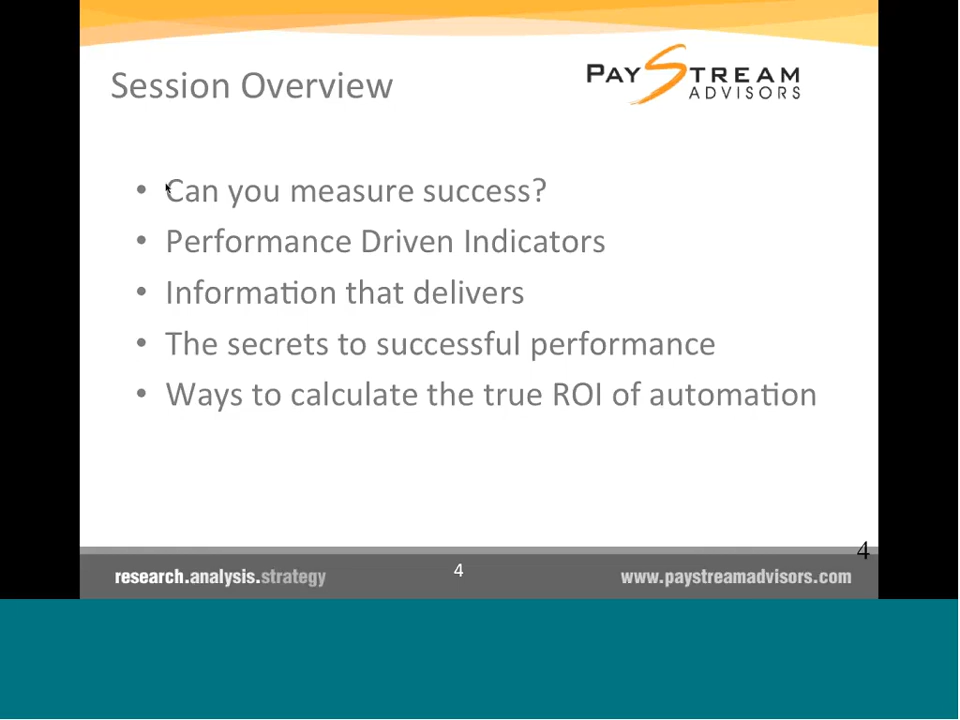 Session Overview
PAYSTREAM
ADVISORS
• Can you measure success?
• Performance Driven Indicators
• Information that delivers
• The secrets to successful performance
• Ways to calculate the true ROI of automation
4
research.analysis.strategy
4
www.paystreamadvisors.com